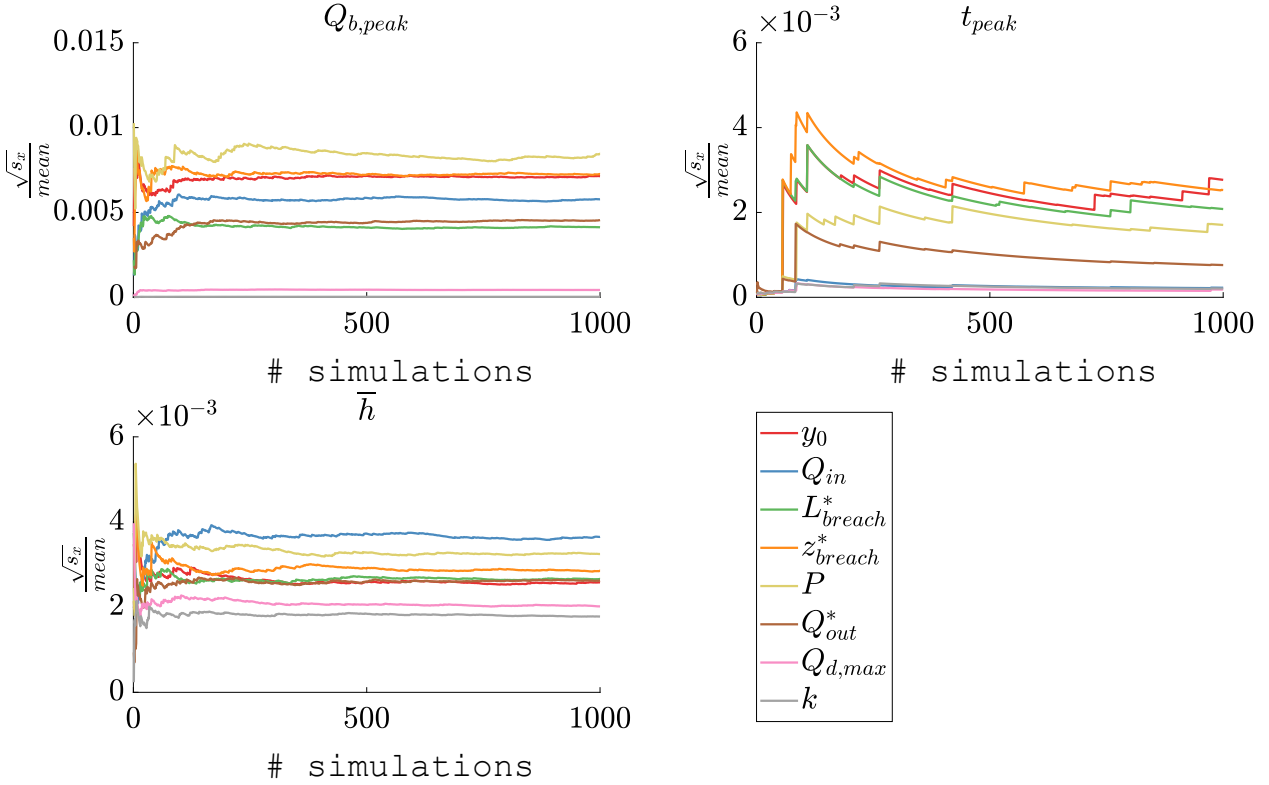 Q_{b,peak}
0.015
0.01
0.005
0
√s_x / mean
0 500 1000
# simulations
×10^{-3} t_{peak}
6
4
2
0
√s_x / mean
0 500 1000
# simulations
×10^{-3} h̅
6
4
2
0
√s_x / mean
0 500 1000
# simulations
y_0
Q_{in}
L^*_{breach}
z^*_{breach}
P
Q^*_{out}
Q_{d,max}
k